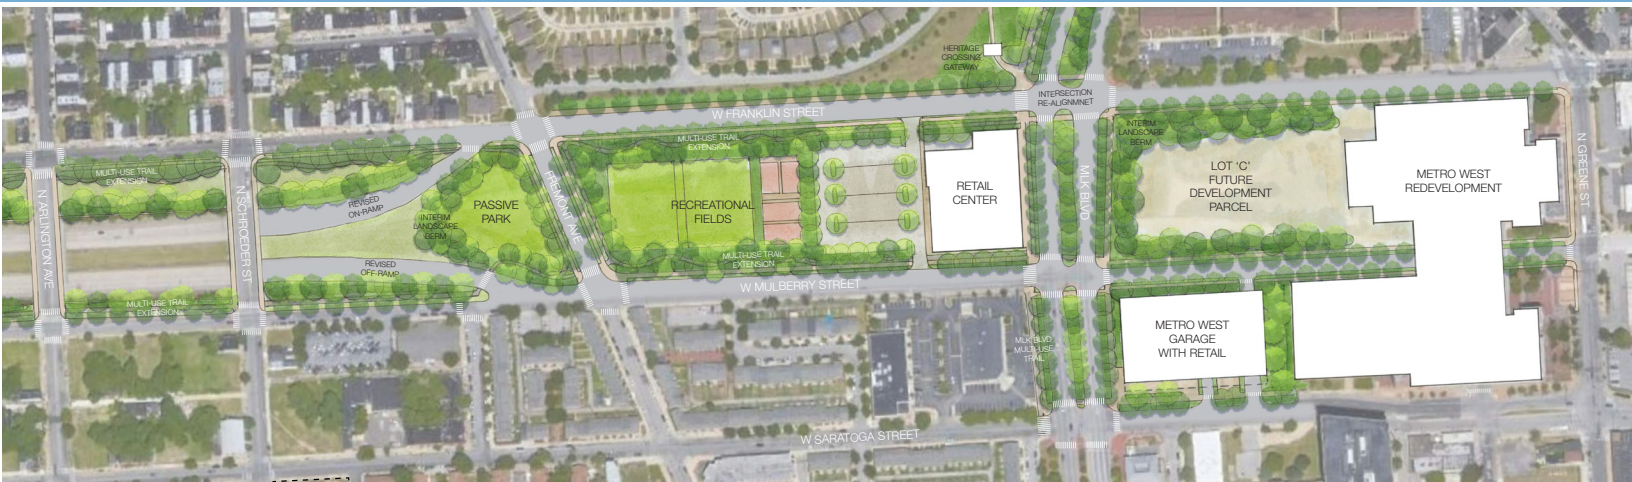 HERITAGE
CROSSING
GATEWAY
INTERSECTION
RE-ALIGNMNET
W FRANKLIN STREET
MULTI-USE TRAIL
EXTENSION
INTERIM
LANDSCAPE
BERM
N GREENE ST
MULTI-USE TRAIL
EXTENSION
N ARLINGTON AVE
N SCHROEDER ST
REVISED
ON-RAMP
INTERIM
LANDSCAPE
BERM
PASSIVE
PARK
FREMONT AVE
RECREATIONAL
FIELDS
RETAIL
CENTER
MLK BLVD
LOT 'C'
FUTURE
DEVELOPMENT
PARCEL
METRO WEST
REDEVELOPMENT
REVISED
OFF-RAMP
MULTI-USE TRAIL
EXTENSION
MULTI-USE TRAIL
EXTENSION
W MULBERRY STREET
MLK BLVD
MULTI-USE
TRAIL
METRO WEST
GARAGE
WITH RETAIL
W SARATOGA STREET